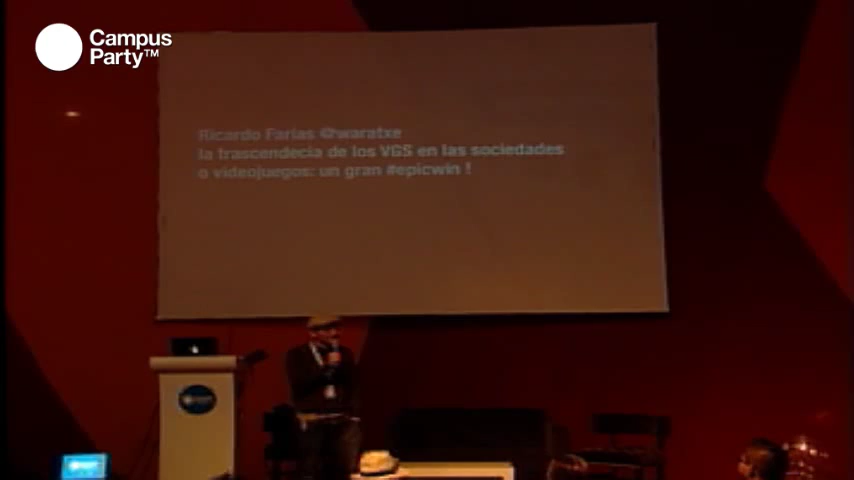 Campus
Party™
Ricardo Farias @waratxe
la trascendecia de los VGS en las sociedades
o videojuegos: un gran #epicwin !